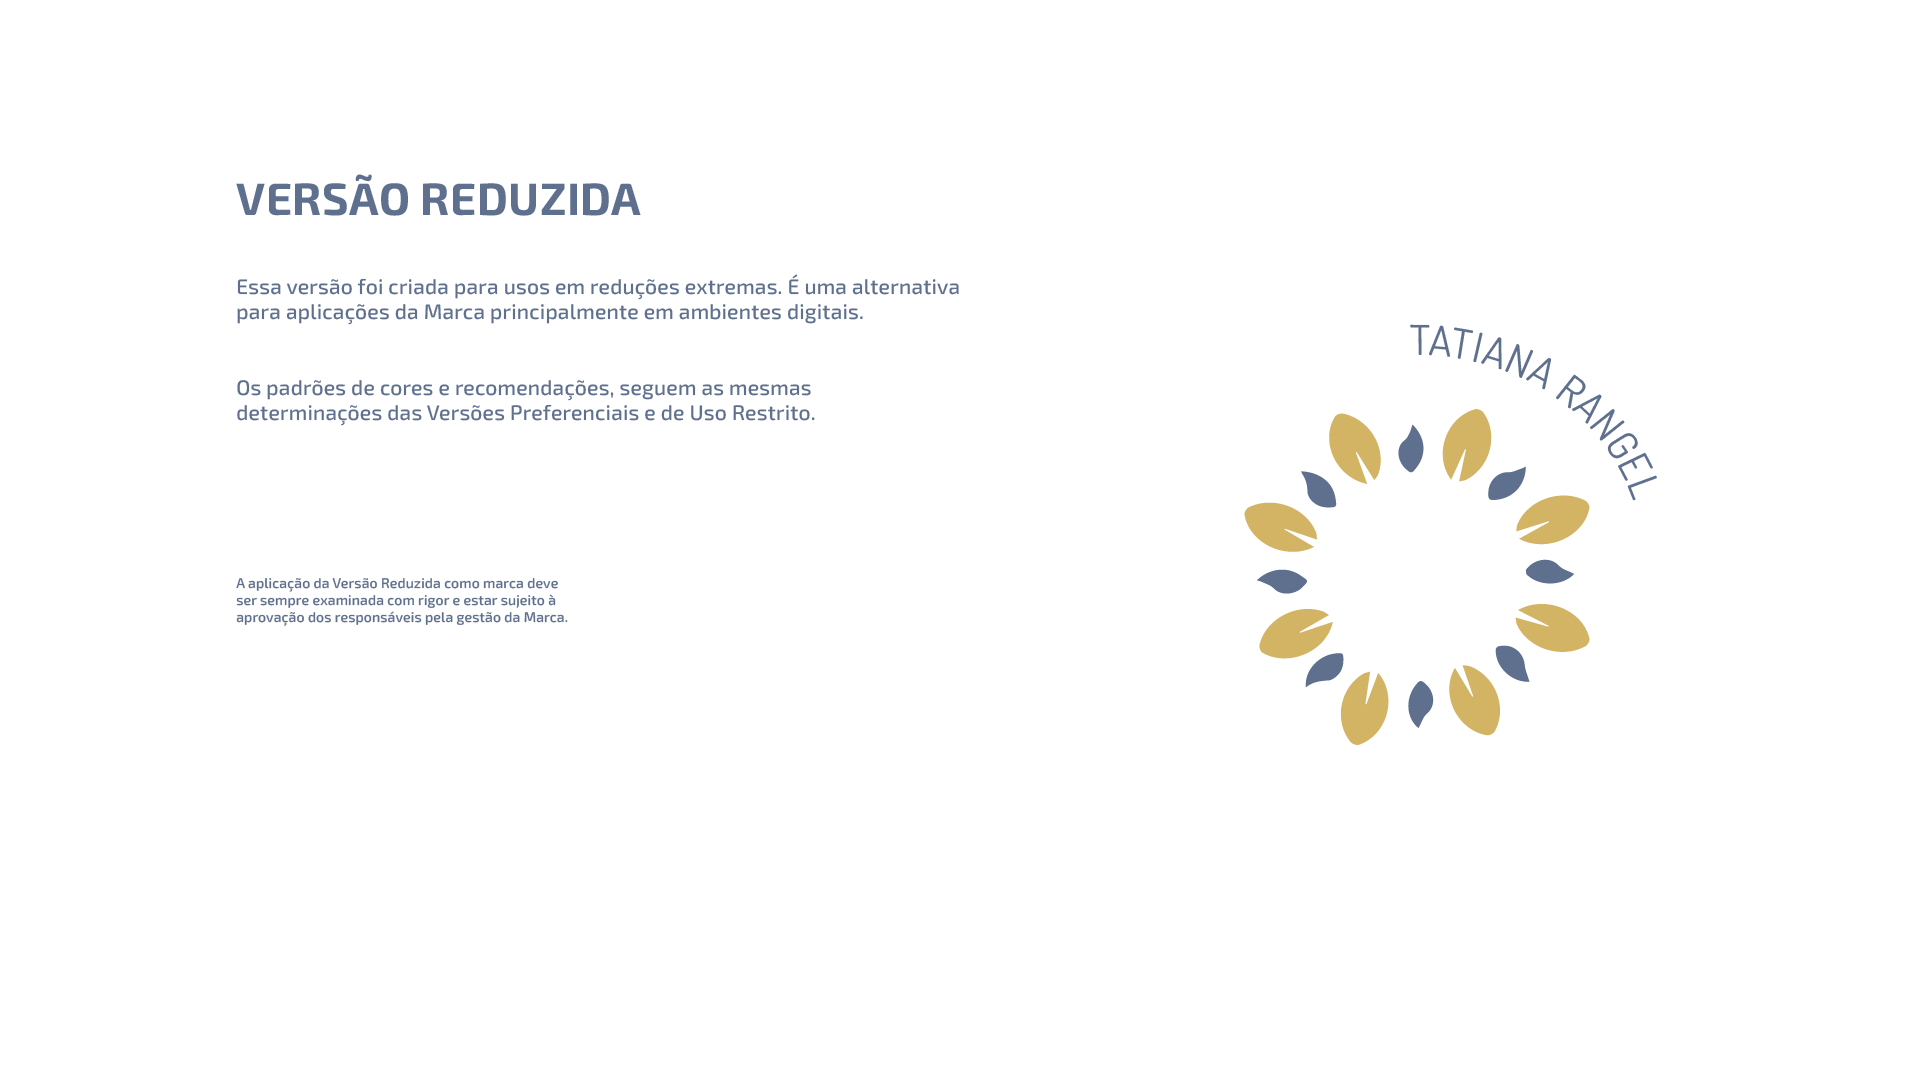 VERSÃO REDUZIDA
Essa versão foi criada para usos em reduções extremas. É uma alternativa
para aplicações da Marca principalmente em ambientes digitais.
Os padrões de cores e recomendações, seguem as mesmas
determinações das Versões Preferenciais e de Uso Restrito.
A aplicação da Versão Reduzida como marca deve
ser sempre examinada com rigor e estar sujeito à
aprovação dos responsáveis pela gestão da Marca.
TATIANA RANGEL